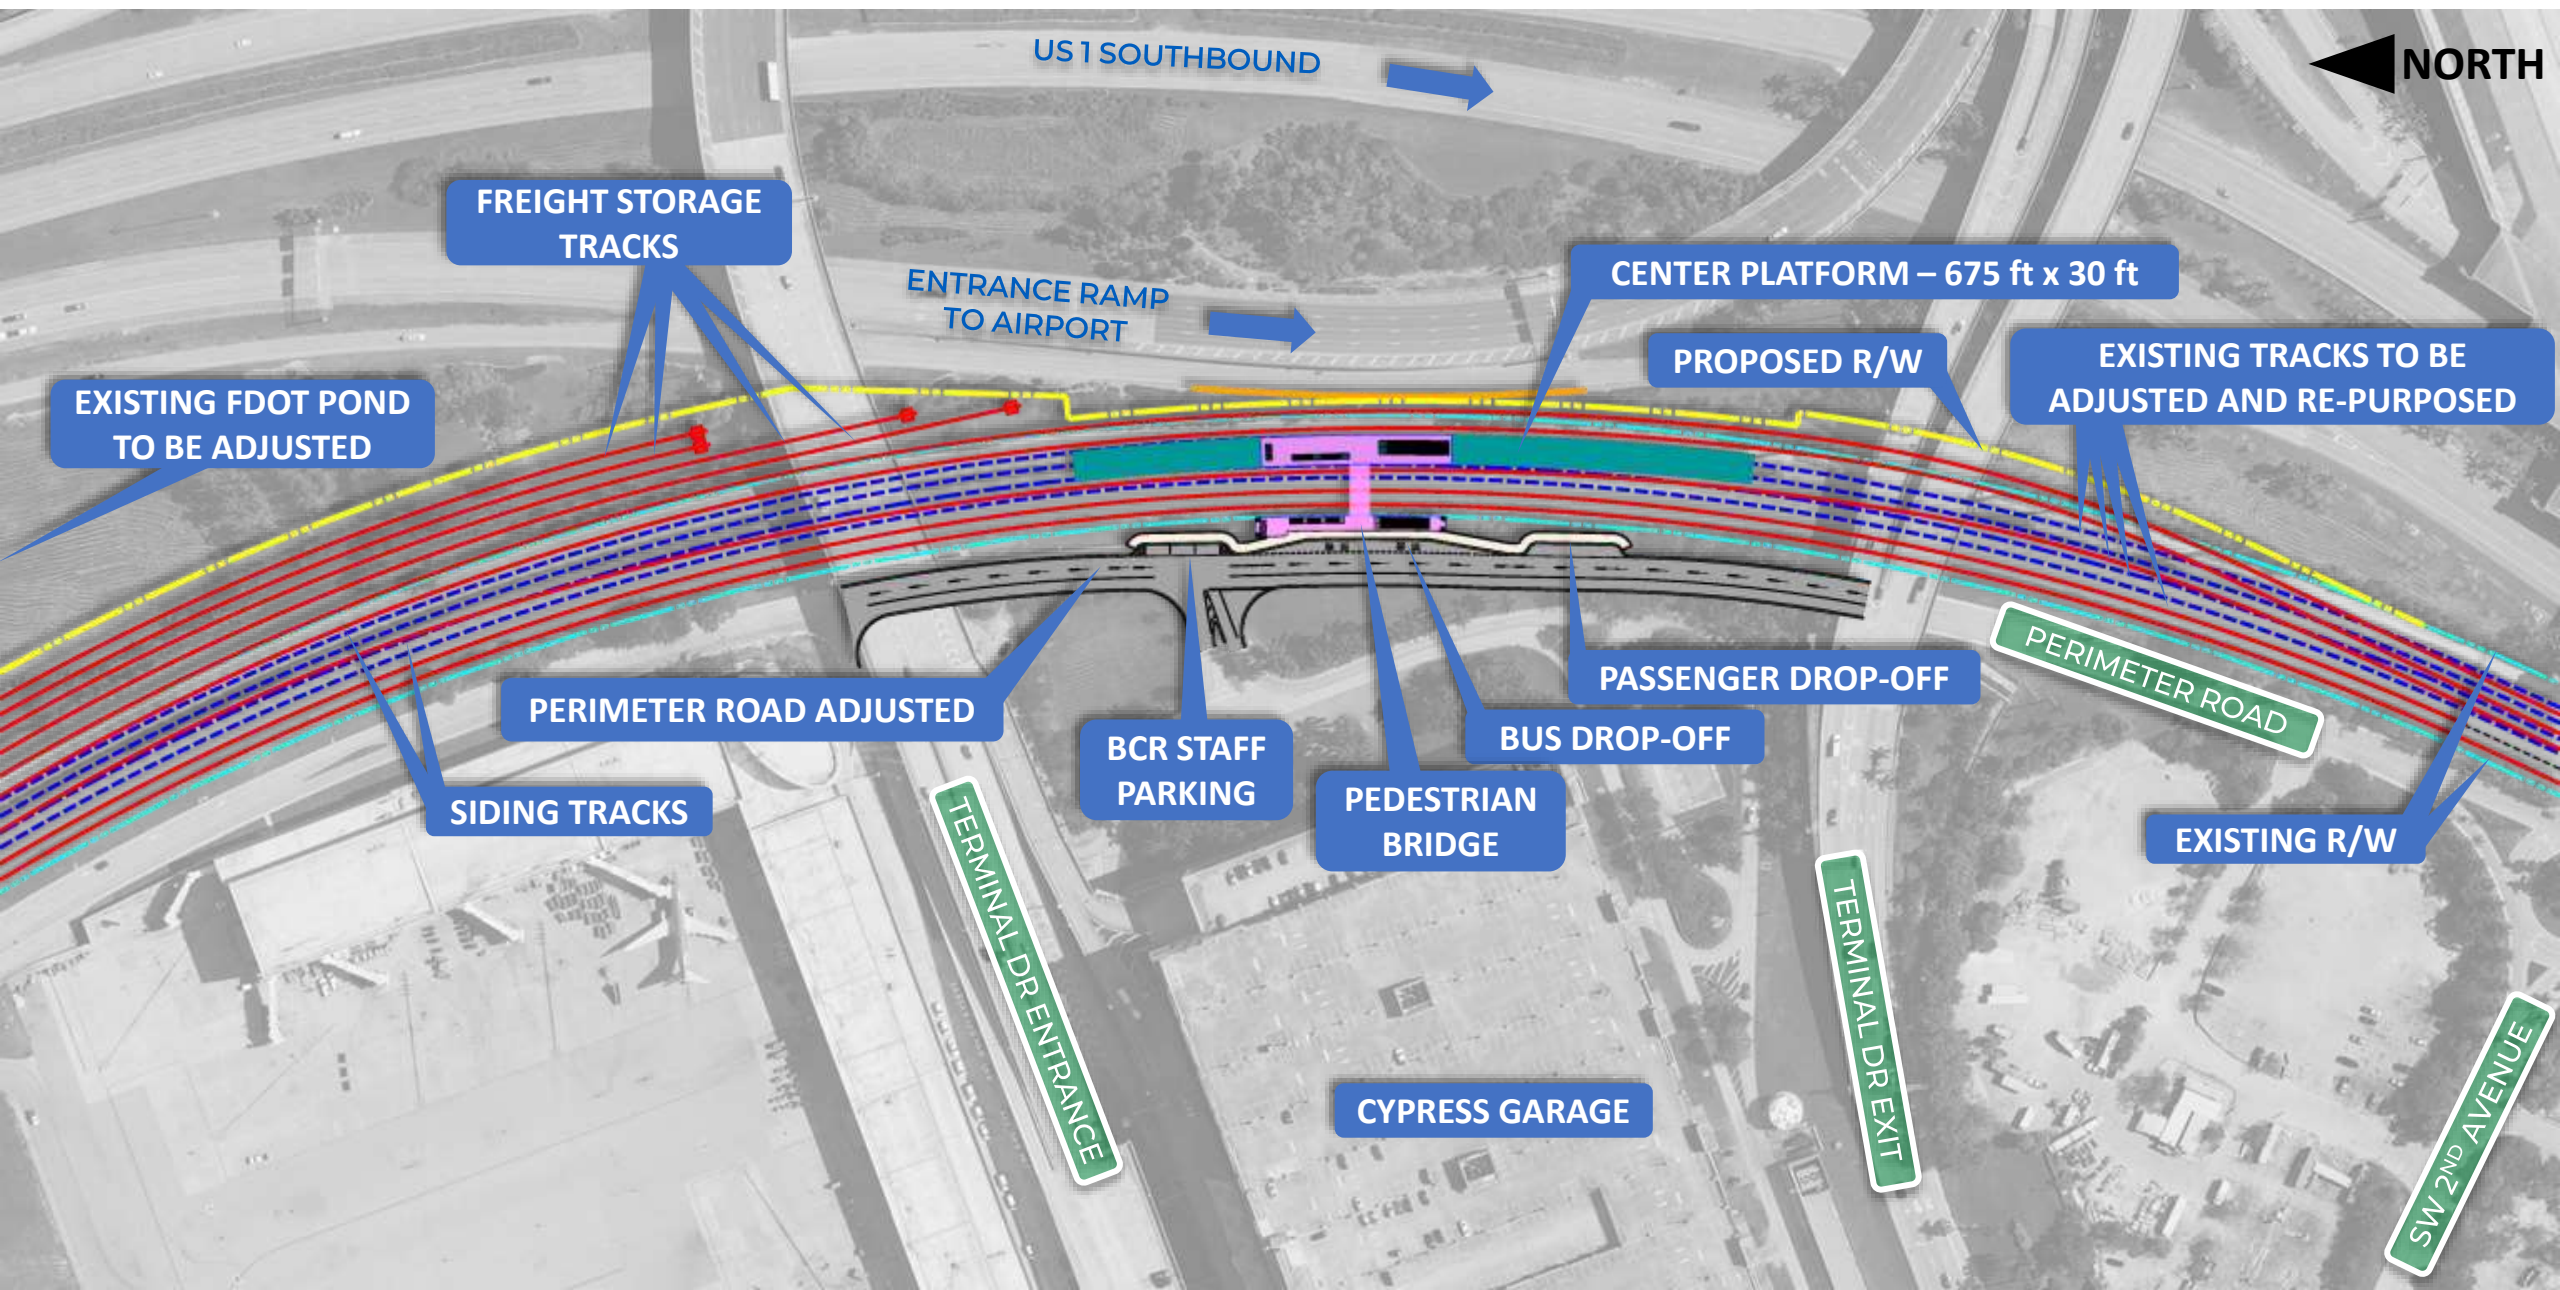 US 1 SOUTHBOUND
NORTH
FREIGHT STORAGE
TRACKS
CENTER PLATFORM – 675 ft x 30 ft
ENTRANCE RAMP
TO AIRPORT
PROPOSED R/W
EXISTING TRACKS TO BE
ADJUSTED AND RE-PURPOSED
EXISTING FDOT POND
TO BE ADJUSTED
PERIMETER ROAD
PASSENGER DROP-OFF
PERIMETER ROAD ADJUSTED
BCR STAFF
PARKING
BUS DROP-OFF
PEDESTRIAN
BRIDGE
SIDING TRACKS
EXISTING R/W
TERMINAL DR ENTRANCE
TERMINAL DR EXIT
CYPRESS GARAGE
SW 2ND AVENUE